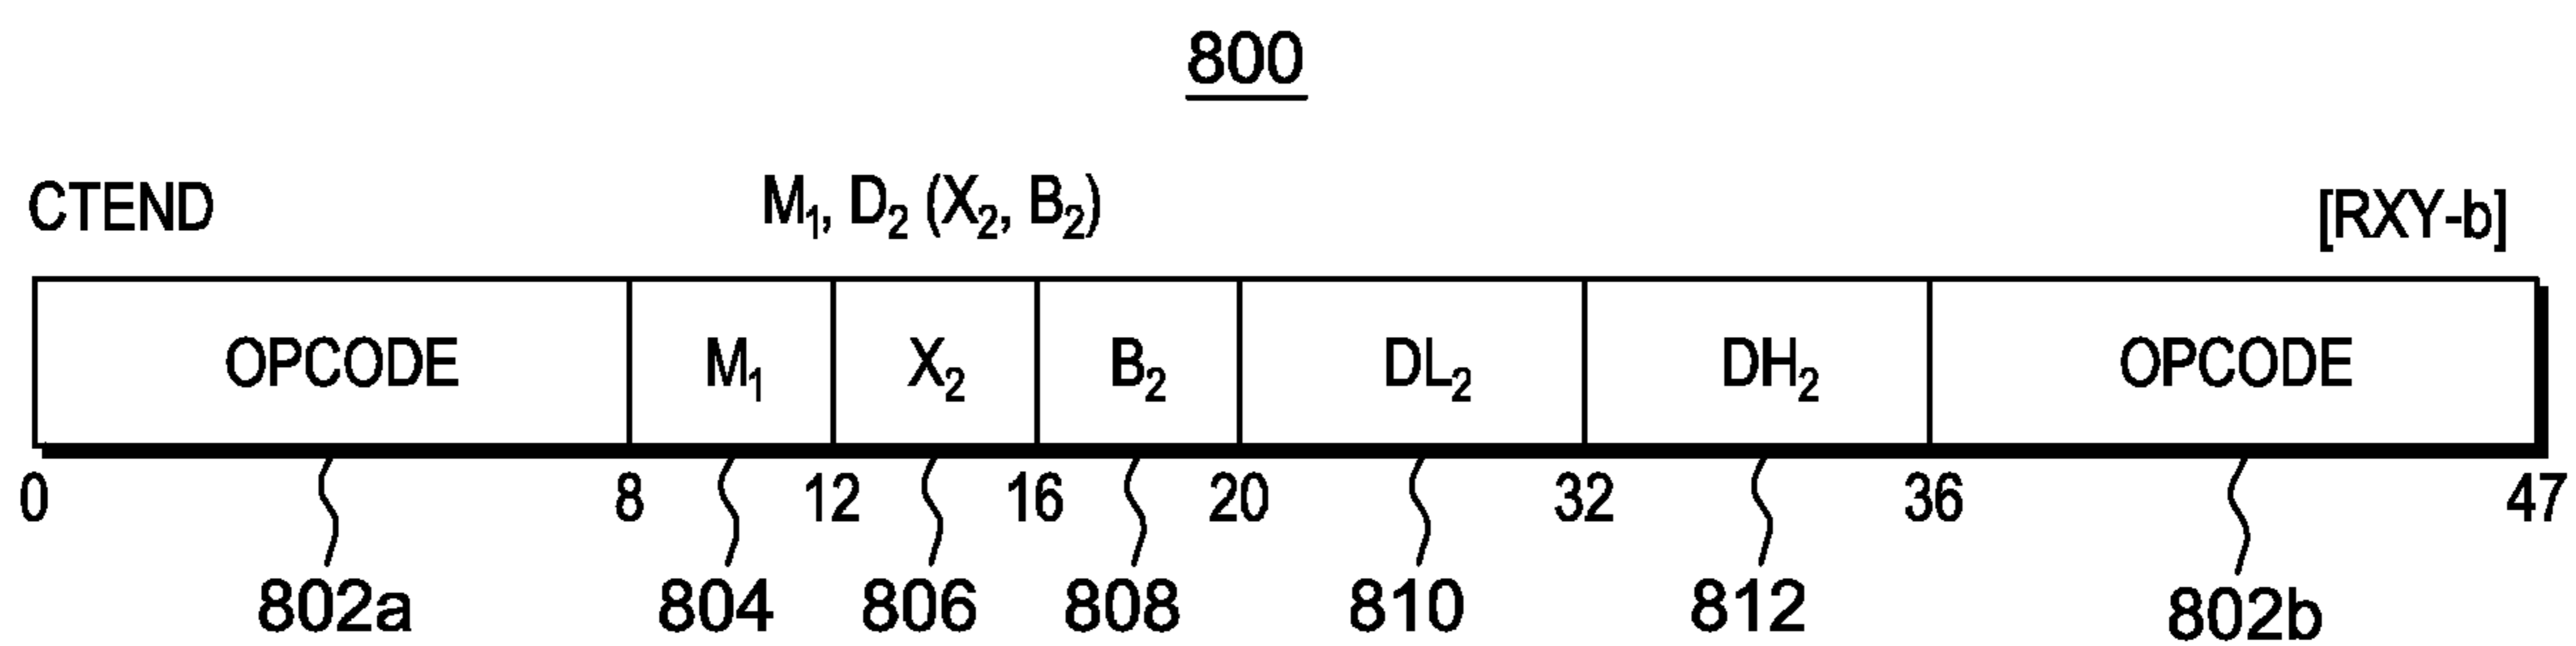 800
CTEND M₁, D₂ (X₂, B₂) [RXY-b]
OPCODE M₁ X₂ B₂ DL₂ DH₂ OPCODE
0 8 12 16 20 32 36 47
802a 804 806 808 810 812 802b